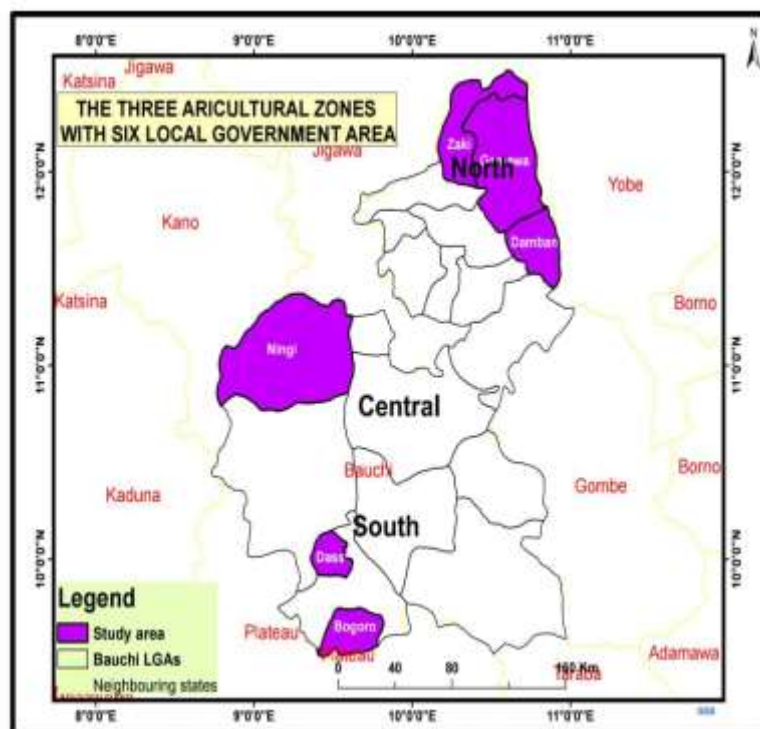 8°0'0"E 9°0'0"E 10°0'0"E 11°0'0"E
N
Katsina Jigawa
THE THREE ARICULTURAL ZONES
WITH SIX LOCAL GOVERNMENT AREA
Jigawa
Zaki
North
12°0'0"N 12°0'0"N
Yobe
Kano
Damban
Katsina
Borno
Ningi
11°0'0"N 11°0'0"N
Central
Bauchi
Borno
Kaduna
Gombe
South
Dass
10°0'0"N 10°0'0"N
Legend
Study area
Bauchi LGAs
Neighbouring states
Plateau
Bogoro
Plateau
Adamawa
Taraba
0 40 80 160 Km
8°0'0"E 9°0'0"E 10°0'0"E 11°0'0"E